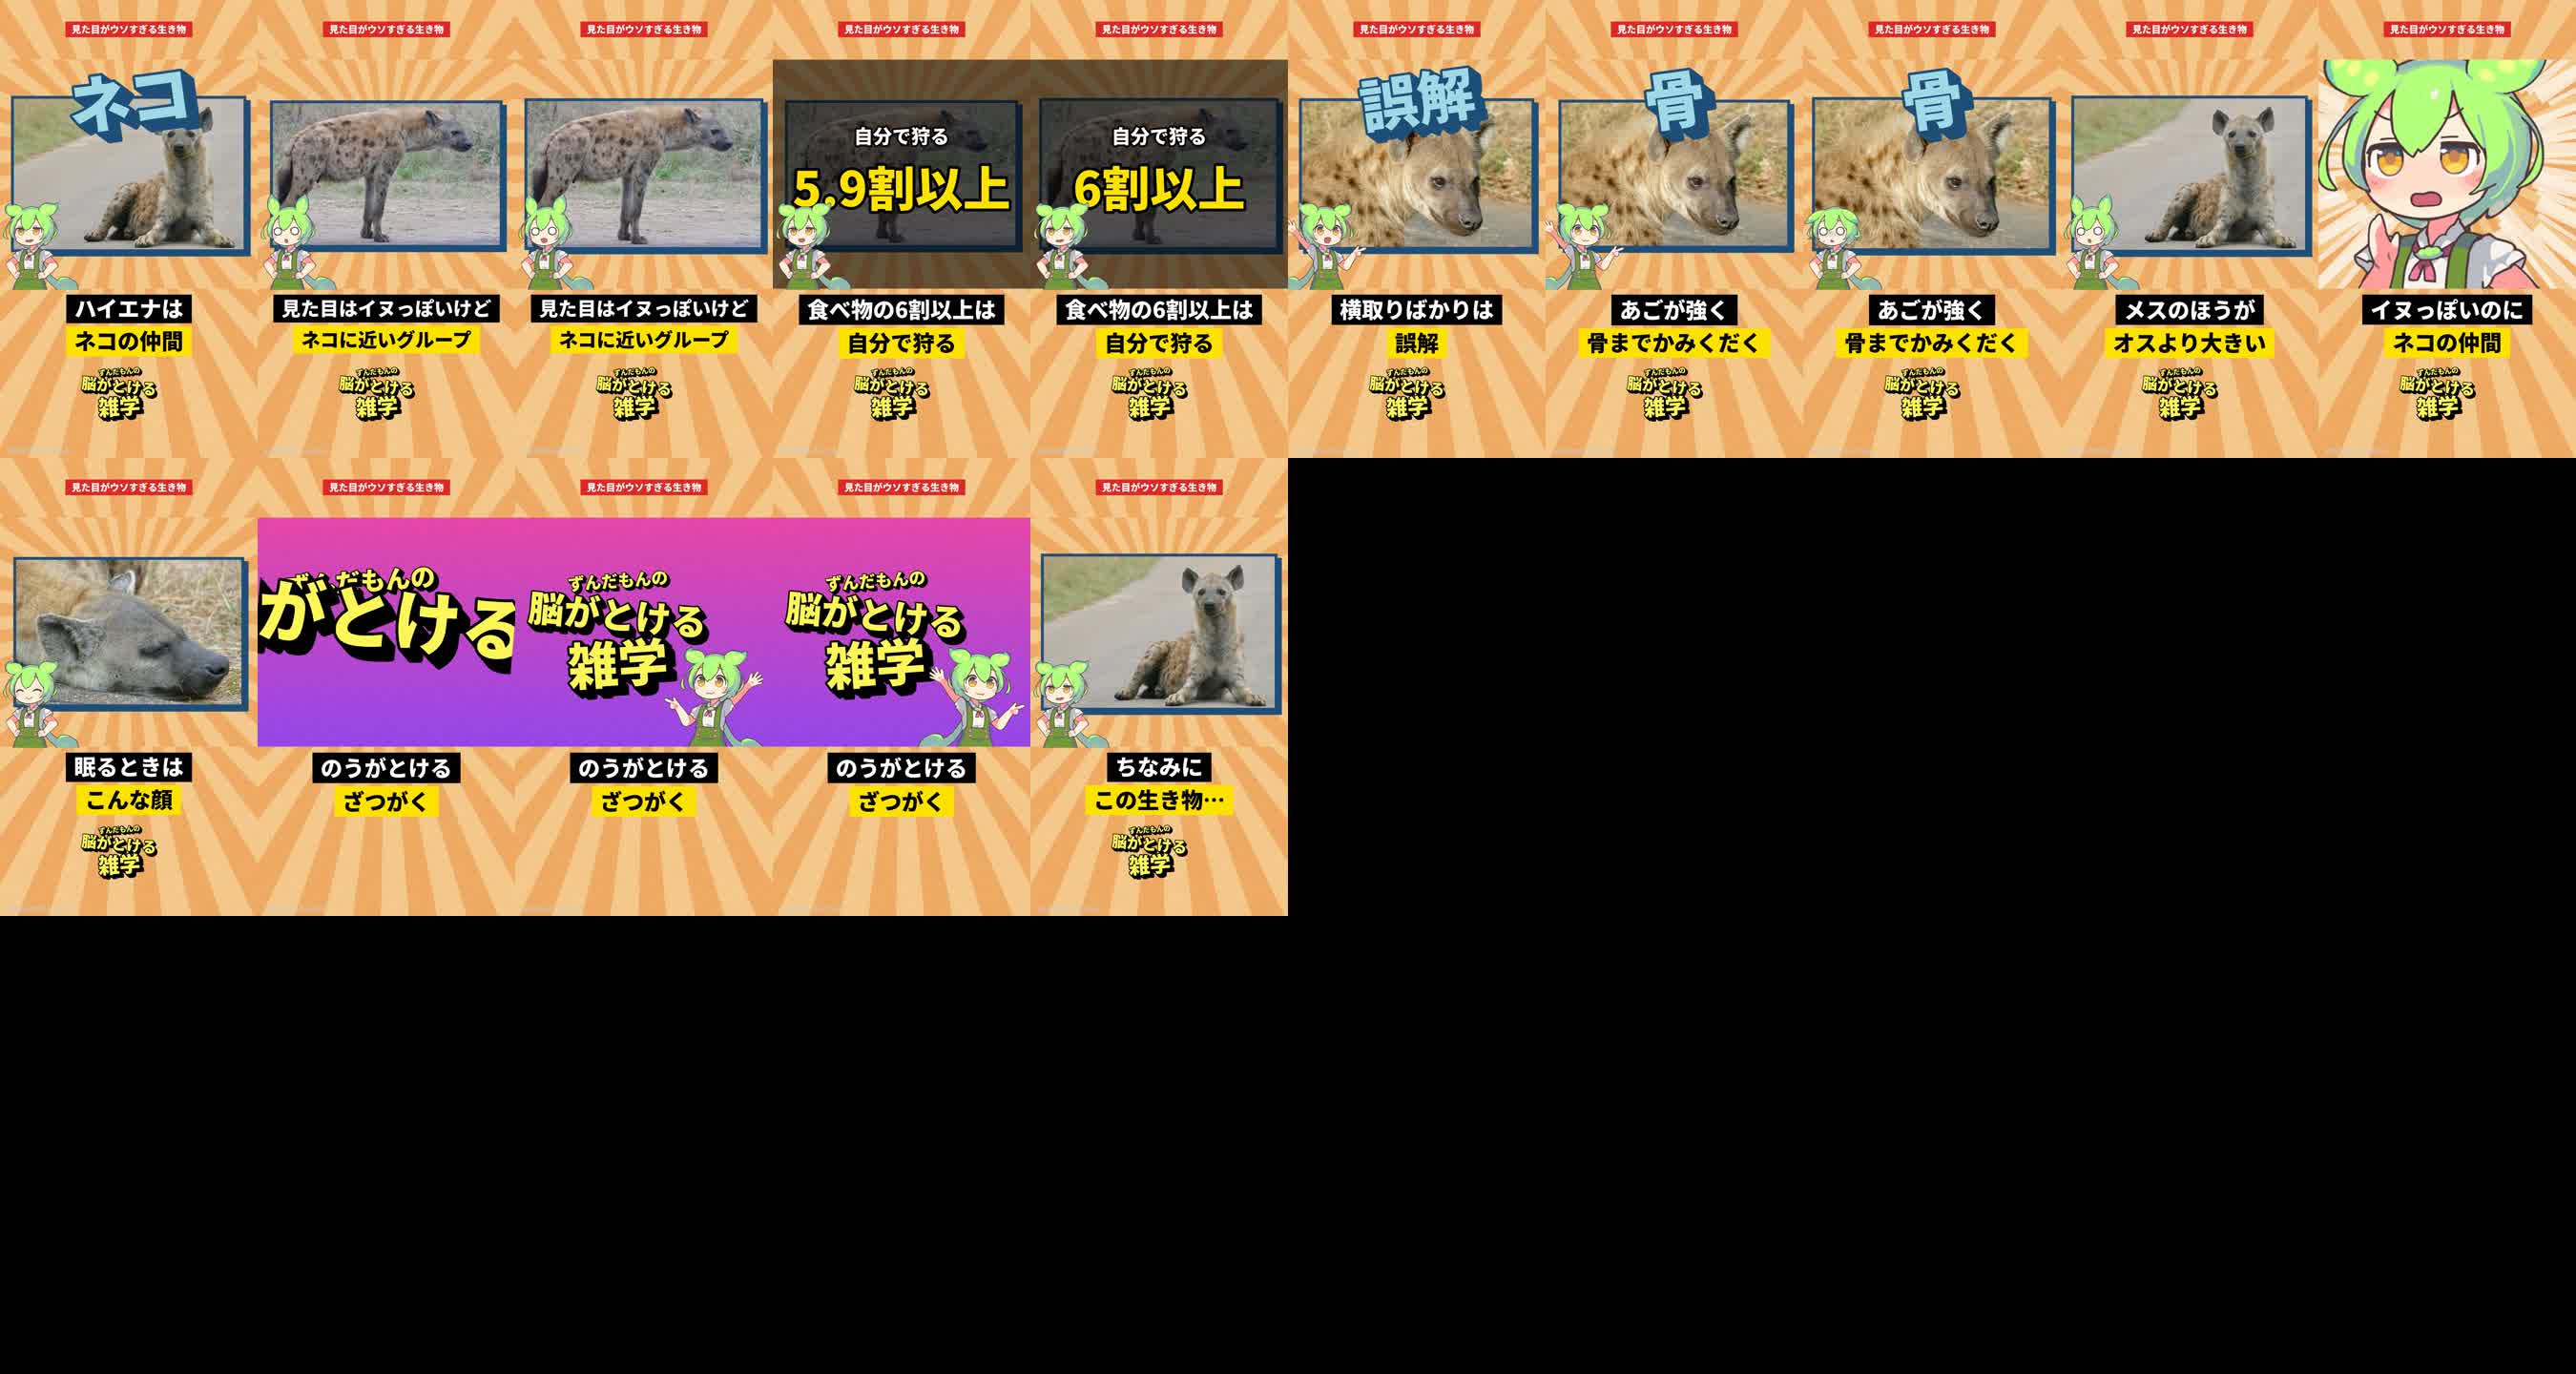 見た目がウソすぎる生き物
ネコ
ハイエナは
ネコの仲間
ずんだもんの
脳がとける
雑学
見た目がウソすぎる生き物
見た目はイヌっぽいけど
ネコに近いグループ
ずんだもんの
脳がとける
雑学
見た目がウソすぎる生き物
見た目はイヌっぽいけど
ネコに近いグループ
ずんだもんの
脳がとける
雑学
見た目がウソすぎる生き物
自分で狩る
5.9割以上
食べ物の6割以上は
自分で狩る
ずんだもんの
脳がとける
雑学
見た目がウソすぎる生き物
自分で狩る
6割以上
食べ物の6割以上は
自分で狩る
ずんだもんの
脳がとける
雑学
見た目がウソすぎる生き物
誤解
横取りばかりは
誤解
ずんだもんの
脳がとける
雑学
見た目がウソすぎる生き物
骨
あごが強く
骨までかみくだく
ずんだもんの
脳がとける
雑学
見た目がウソすぎる生き物
骨
あごが強く
骨までかみくだく
ずんだもんの
脳がとける
雑学
見た目がウソすぎる生き物
メスのほうが
オスより大きい
ずんだもんの
脳がとける
雑学
見た目がウソすぎる生き物
イヌっぽいのに
ネコの仲間
ずんだもんの
脳がとける
雑学
見た目がウソすぎる生き物
眠るときは
こんな顔
ずんだもんの
脳がとける
雑学
見た目がウソすぎる生き物
ずんだもんの
がとける
のうがとける
ざつがく
見た目がウソすぎる生き物
ずんだもんの
脳がとける
雑学
のうがとける
ざつがく
見た目がウソすぎる生き物
ずんだもんの
脳がとける
雑学
のうがとける
ざつがく
見た目がウソすぎる生き物
ちなみに
この生き物…
ずんだもんの
脳がとける
雑学